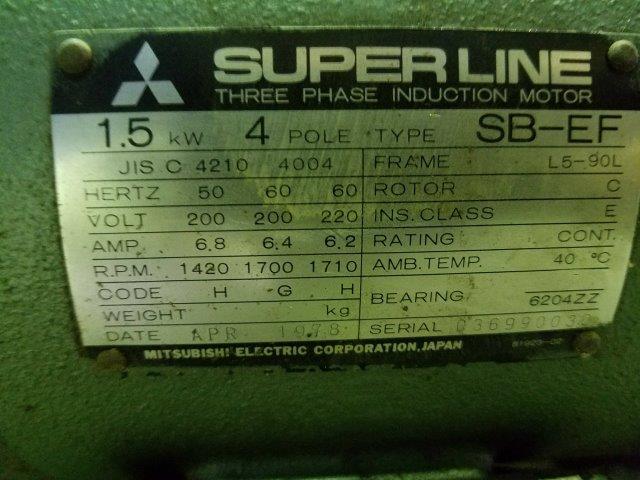 SUPER LINE
THREE PHASE INDUCTION MOTOR
1.5 kW 4 POLE TYPE SB-EF
JIS C 4210 4004 FRAME L5-90L
HERTZ 50 60 60 ROTOR C
VOLT 200 200 220 INS. CLASS E
AMP. 6.8 6.4 6.2 RATING CONT.
R.P.M. 1420 1700 1710 AMB. TEMP. 40 °C
CODE H G H BEARING 6204ZZ
WEIGHT kg
DATE APR 1978 SERIAL
MITSUBISHI ELECTRIC CORPORATION, JAPAN